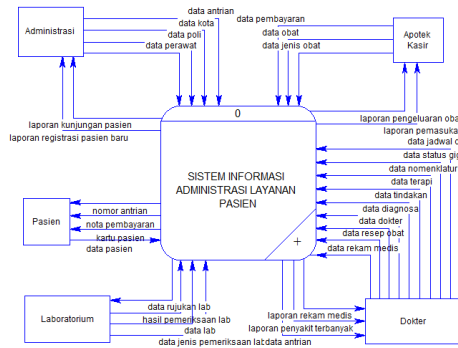 Administrasi
data antrian
data kota
data poli
data perawat
data pembayaran
data obat
data jenis obat
Apotek
Kasir
laporan kunjungan pasien
laporan registrasi pasien baru
0
SISTEM INFORMASI
ADMINISTRASI LAYANAN
PASIEN
+
laporan pengeluaran oba
laporan pemasuka
data jadwal d
data status gig
data nomenklatur
data terapi
data tindakan
data diagnosa
data dokter
data resep obat
data rekam medis
Pasien
nomor antrian
nota pembayaran
kartu pasien
data pasien
Laboratorium
data rujukan lab
hasil pemeriksaan lab
data lab
data jenis pemeriksaan lab
laporan rekam medis
laporan penyakit terbanyak
data antrian
Dokter